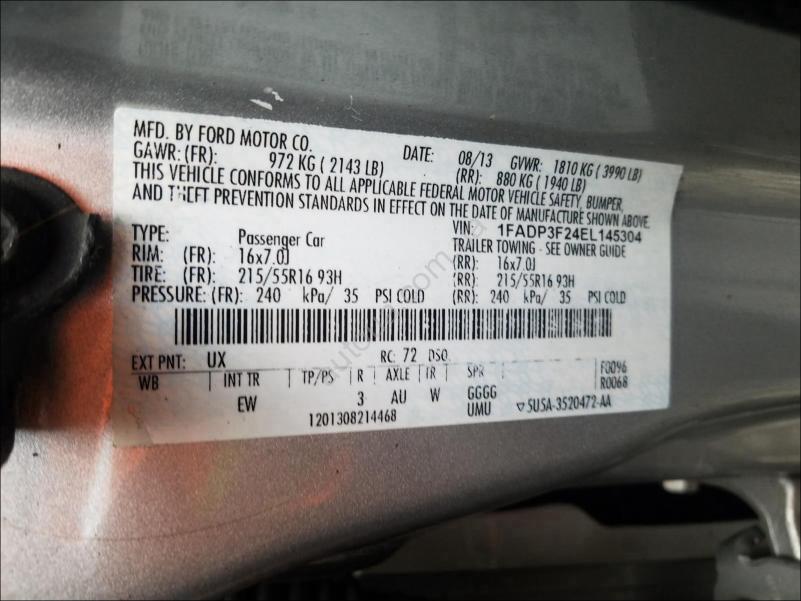 MFD. BY FORD MOTOR CO. DATE: 08/13 GVWR: 1810 KG ( 3990 LB)
GAWR: (FR): 972 KG ( 2143 LB) (RR): 880 KG ( 1940 LB)
THIS VEHICLE CONFORMS TO ALL APPLICABLE FEDERAL MOTOR VEHICLE SAFETY, BUMPER,
AND THEFT PREVENTION STANDARDS IN EFFECT ON THE DATE OF MANUFACTURE SHOWN ABOVE.
VIN: 1FADP3F24EL145304
TYPE: Passenger Car TRAILER TOWING - SEE OWNER GUIDE
RIM: (FR) 16x7.0J (RR): 16x7.0J
TIRE: (FR) : 215/55R16 93H (RR): 215/55R16 93H
PRESSURE: (FR): 240 kPa/ 35 PSI COLD (RR): 240 kPa/ 35 PSI COLD
EXT PNT: UX RC: 72 DSO:
WB INT TR TP/PS R AXLE TR SPR F0096
R0068
EW 3 AU W GGGG
UMU ▽ SUSA-3520472-AA
1201308214468